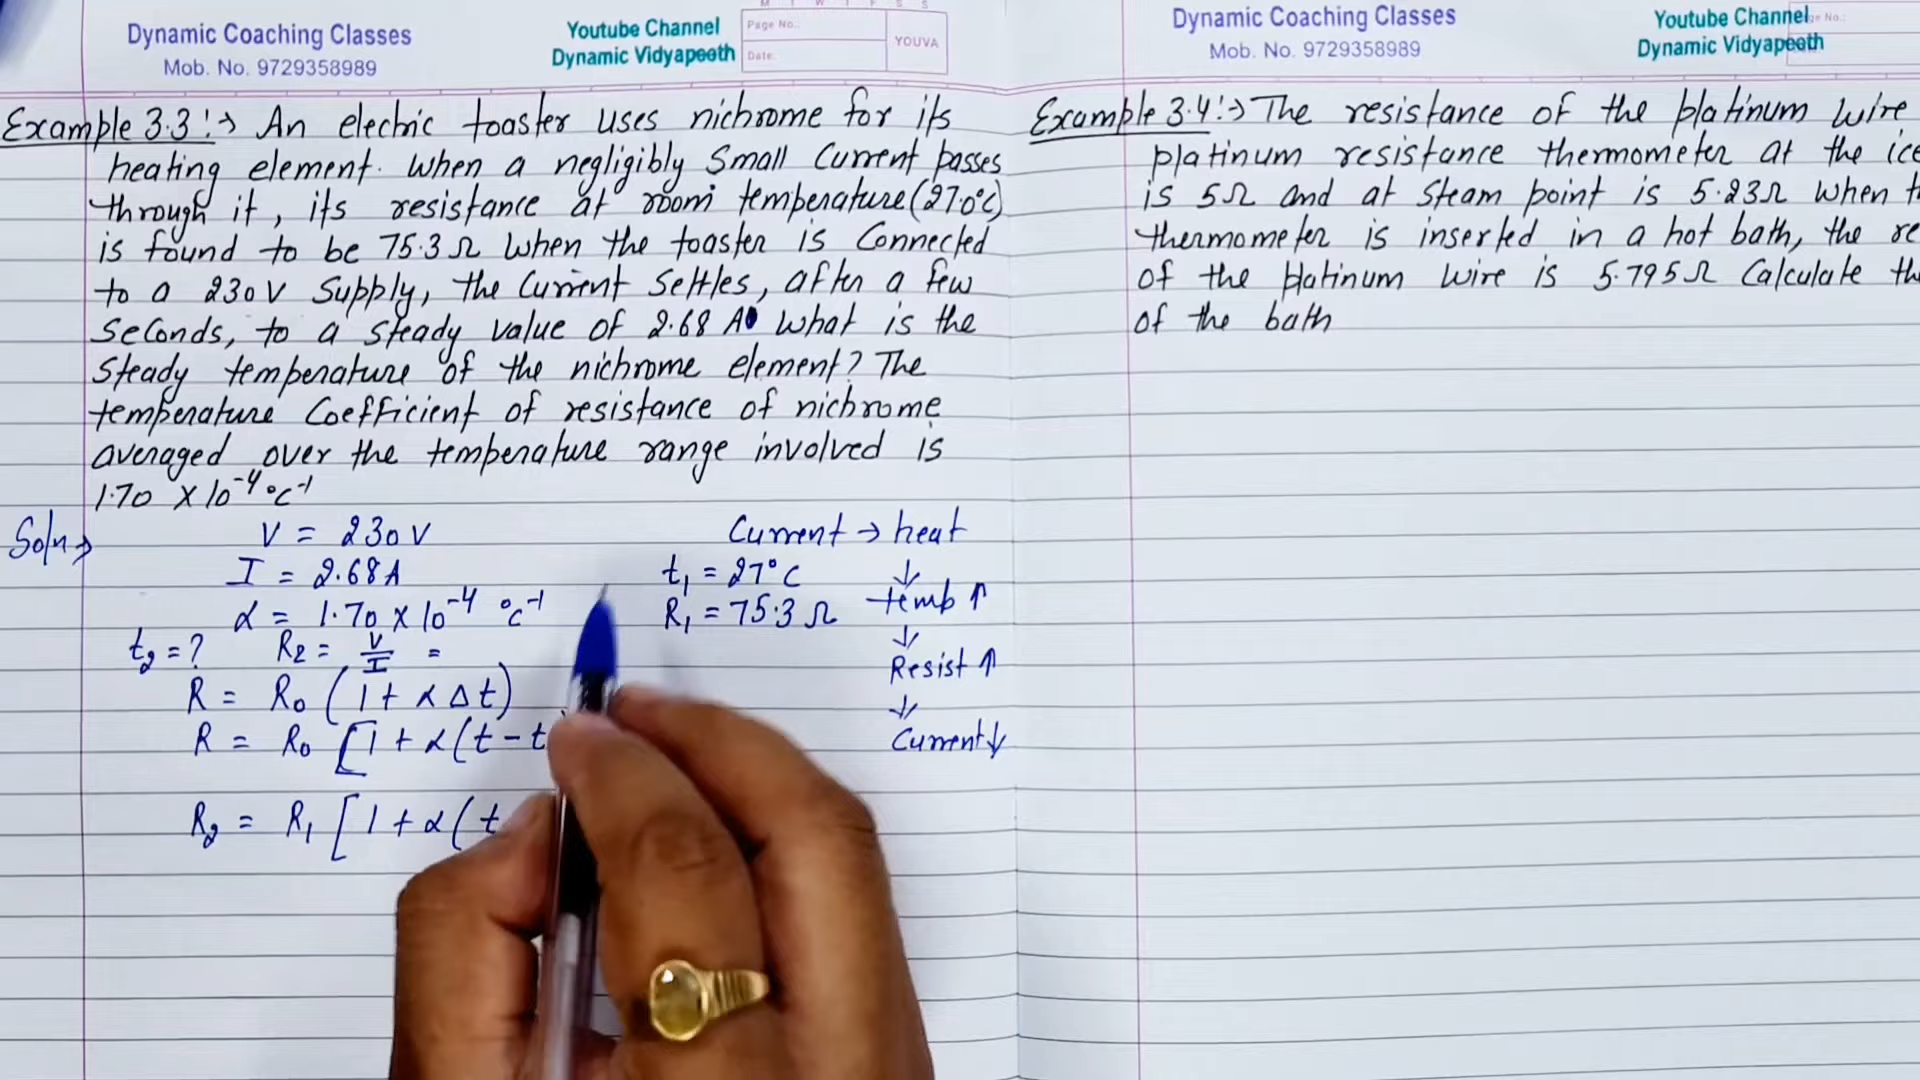 Dynamic Coaching Classes
Mob. No. 9729358989
Youtube Channel
Dynamic Vidyapeeth
Page No.:
Date:
YOUVA
Example 3.3:→ An electric toaster uses nichrome for its
heating element. When a negligibly small current passes
through it, its resistance at room temperature (27.0°C)
is found to be 75.3 Ω when the toaster is connected
to a 230 V supply, the current settles, after a few
seconds, to a steady value of 2.68 A. What is the
steady temperature of the nichrome element? The
temperature coefficient of resistance of nichrome
averaged over the temperature range involved is
1.70 × 10⁻⁴ °C⁻¹
Soln→
V = 230 V
I = 2.68 A
α = 1.70 × 10⁻⁴ °C⁻¹
t₂ = ? R₂ = V/I =
R = R₀ (1 + α Δt)
R = R₀ [1 + α (t - t
R₂ = R₁ [1 + α (t
Current → heat
↓
temp ↑
↓
Resist ↑
↓
Current ↓
t₁ = 27°C
R₁ = 75.3 Ω
Dynamic Coaching Classes
Mob. No. 9729358989
Youtube Channel
Dynamic Vidyapeeth
No.:
Example 3.4:→ The resistance of the platinum wire
platinum resistance thermometer at the ice
is 5Ω and at steam point is 5.23Ω when
thermometer is inserted in a hot bath, the
of the platinum wire is 5.795Ω Calculate
of the bath